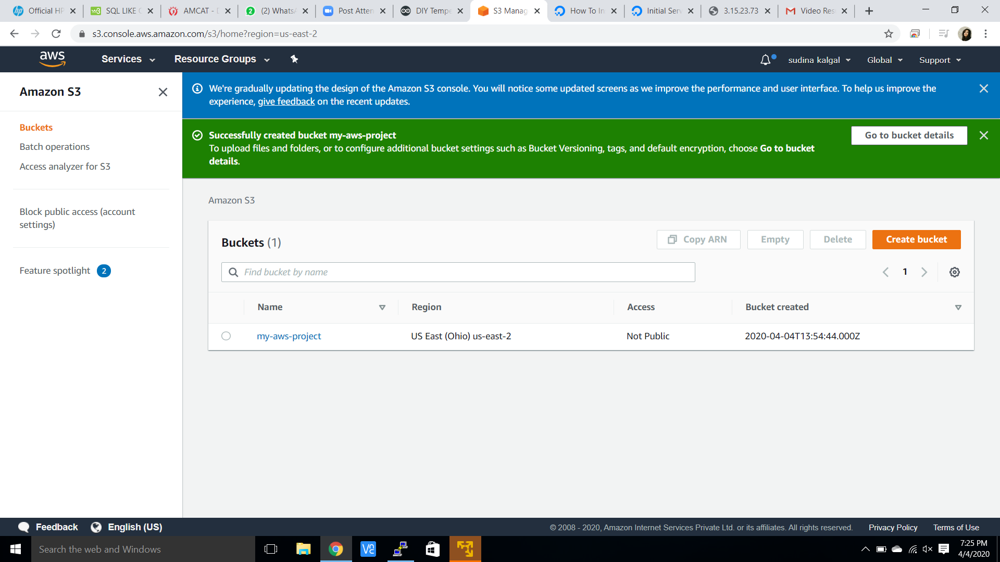 Official HP
SQL LIKE
AMCAT -
(2) Whats
Post Atten
DIY Tempe
S3 Manag
How To In
Initial Serv
3.15.23.73
Video Res
s3.console.aws.amazon.com/s3/home?region=us-east-2
aws
Services
Resource Groups
sudina kalgal
Global
Support
Amazon S3
Buckets
Batch operations
Access analyzer for S3
Block public access (account
settings)
Feature spotlight 2
We're gradually updating the design of the Amazon S3 console. You will notice some updated screens as we improve the performance and user interface. To help us improve the
experience, give feedback on the recent updates.
Successfully created bucket my-aws-project
To upload files and folders, or to configure additional bucket settings such as Bucket Versioning, tags, and default encryption, choose Go to bucket
details.
Go to bucket details
Amazon S3
Buckets (1)
Copy ARN
Empty
Delete
Create bucket
Find bucket by name
1
Name Region Access Bucket created
my-aws-project US East (Ohio) us-east-2 Not Public 2020-04-04T13:54:44.000Z
Feedback
English (US)
© 2008 - 2020, Amazon Internet Services Private Ltd. or its affiliates. All rights reserved.
Privacy Policy
Terms of Use
Search the web and Windows
7:25 PM
4/4/2020